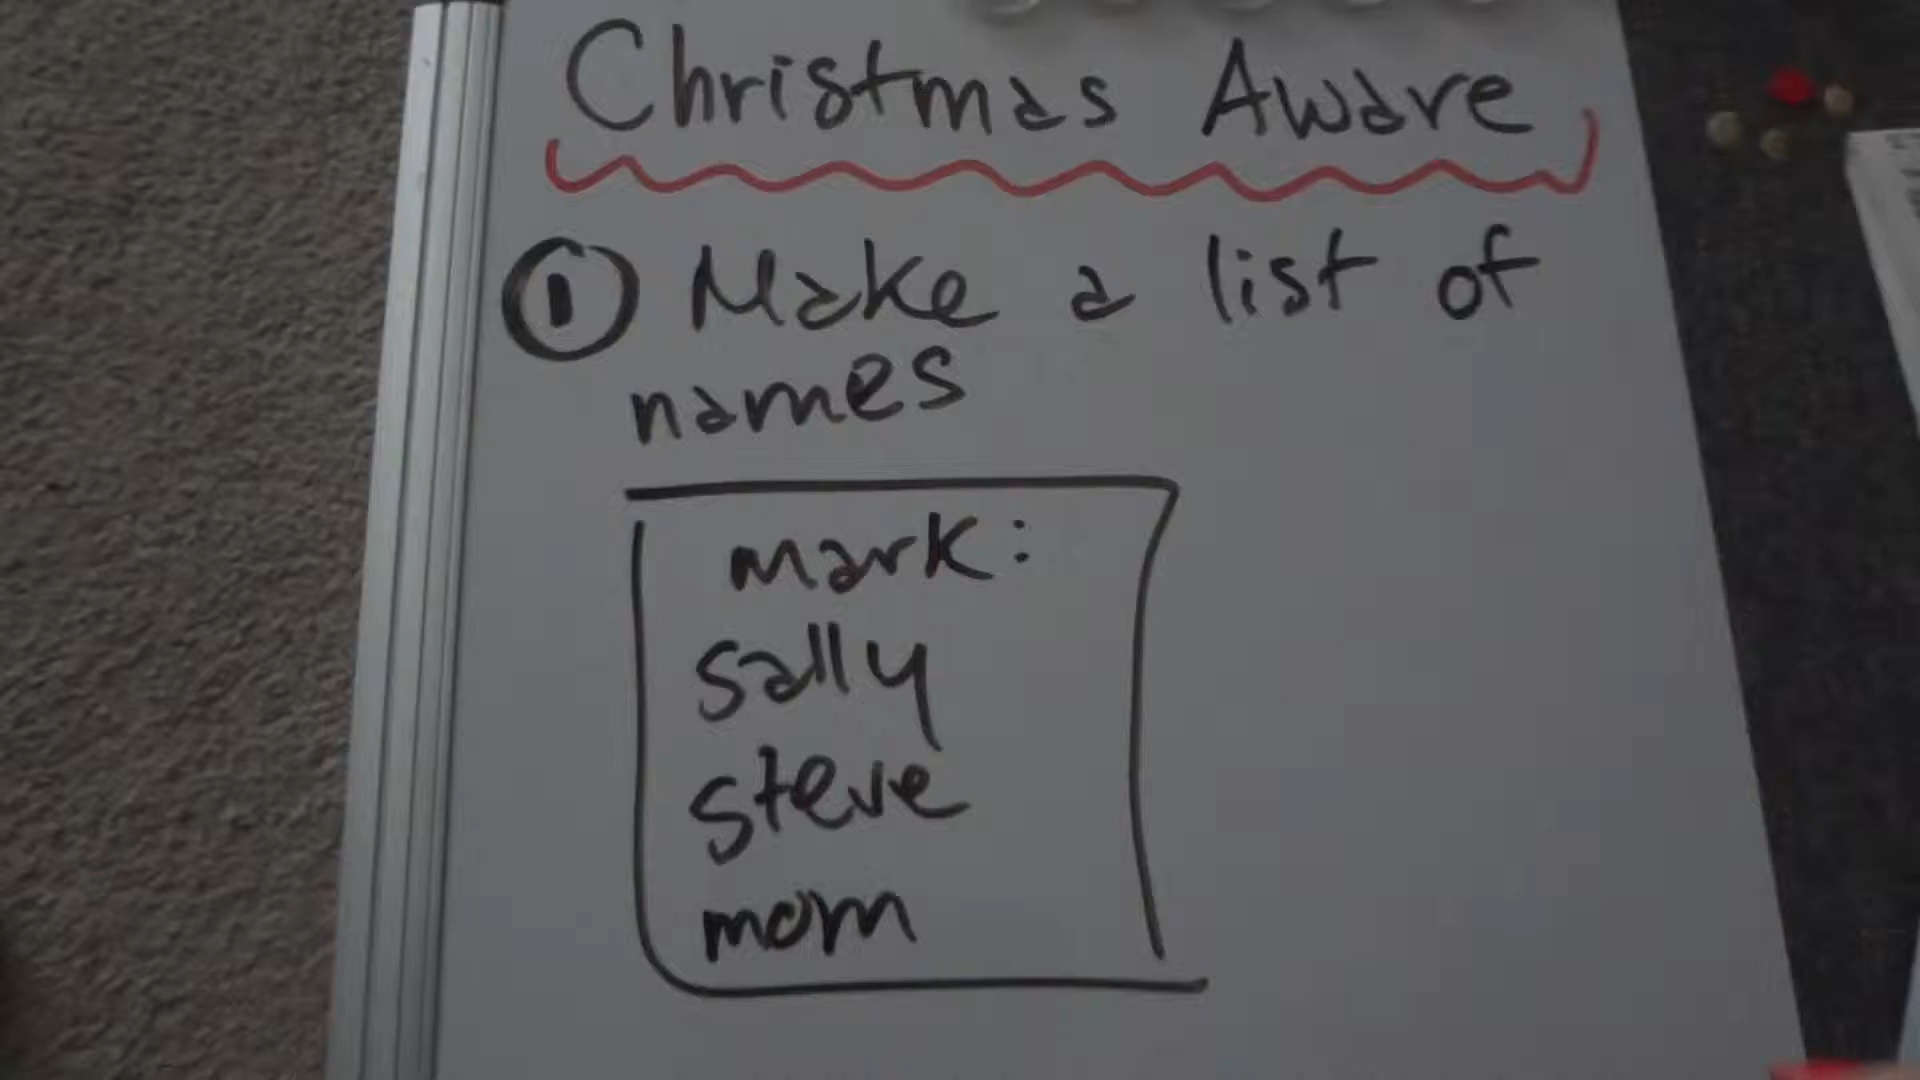 Christmas Aware
① Make a list of
names
mark:
sally
steve
mom